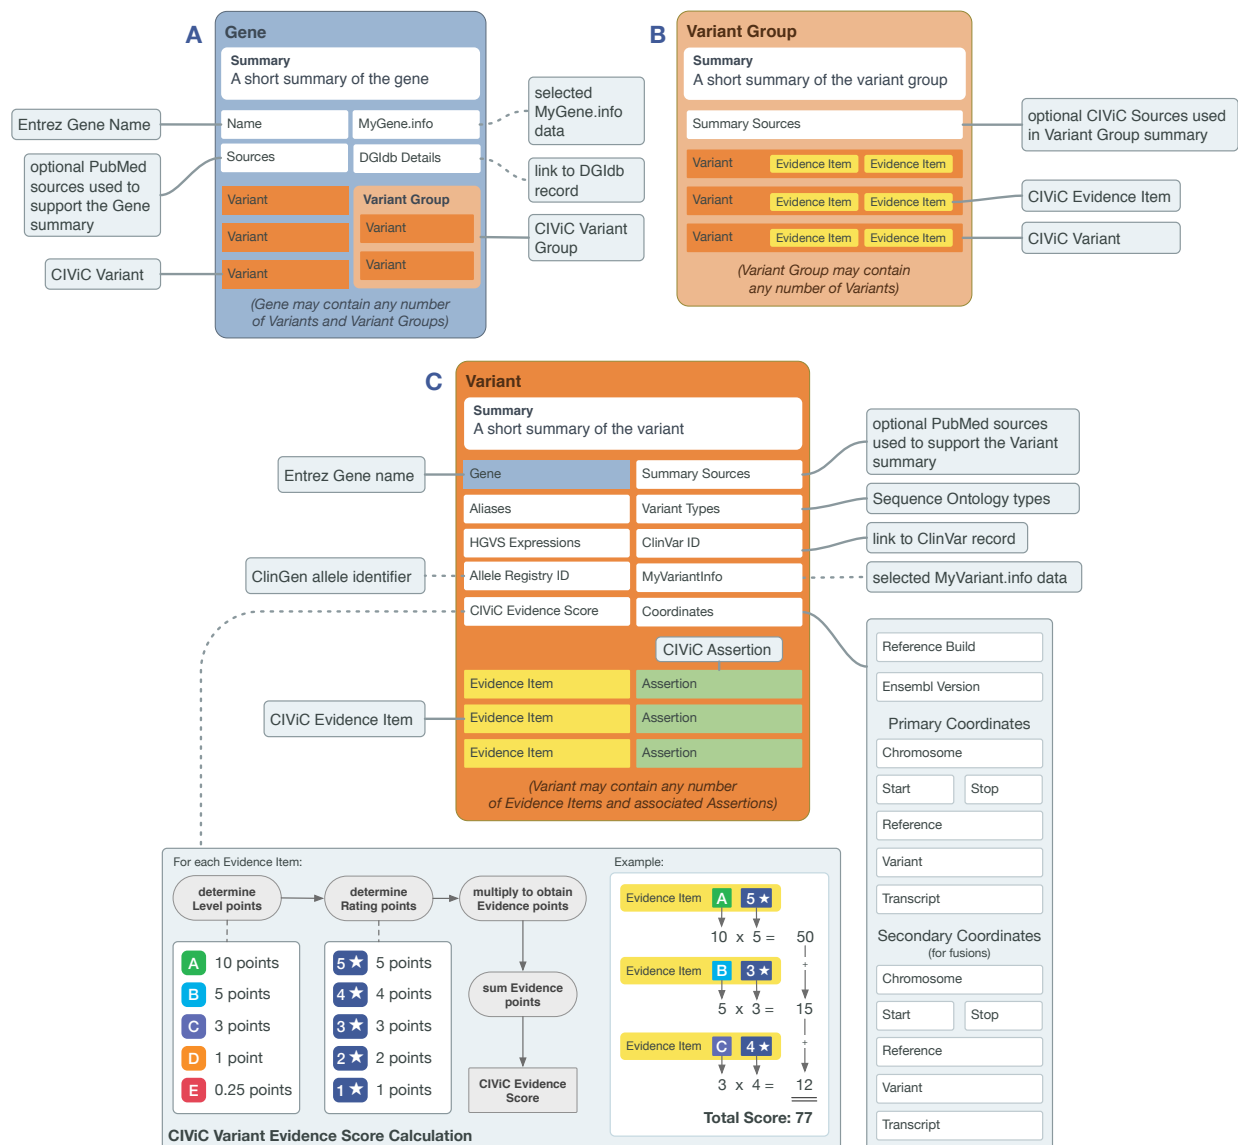 A
Gene
Summary
A short summary of the gene
Name
MyGene.info
Sources
DGIdb Details
Variant
Variant
Variant
Variant Group
Variant
Variant
(Gene may contain any number
of Variants and Variant Groups)
Entrez Gene Name
optional PubMed
sources used to
support the Gene
summary
CIViC Variant
selected
MyGene.info
data
link to DGIdb
record
CIViC Variant
Group
B
Variant Group
Summary
A short summary of the variant group
Summary Sources
Variant Evidence Item Evidence Item
Variant Evidence Item Evidence Item
Variant Evidence Item Evidence Item
(Variant Group may contain
any number of Variants)
optional CIViC Sources used
in Variant Group summary
CIViC Evidence Item
CIViC Variant
C
Variant
Summary
A short summary of the variant
Gene
Summary Sources
Aliases
Variant Types
HGVS Expressions
ClinVar ID
Allele Registry ID
MyVariantInfo
CIViC Evidence Score
Coordinates
CIViC Assertion
Evidence Item
Assertion
Evidence Item
Assertion
Evidence Item
Assertion
(Variant may contain any number
of Evidence Items and associated Assertions)
Entrez Gene name
ClinGen allele identifier
CIViC Evidence Item
optional PubMed sources
used to support the Variant
summary
Sequence Ontology types
link to ClinVar record
selected MyVariant.info data
Reference Build
Ensembl Version
Primary Coordinates
Chromosome
Start
Stop
Reference
Variant
Transcript
Secondary Coordinates
(for fusions)
Chromosome
Start
Stop
Reference
Variant
Transcript
For each Evidence Item:
determine
Level points
determine
Rating points
multiply to obtain
Evidence points
A 10 points
B 5 points
C 3 points
D 1 point
E 0.25 points
5 ★ 5 points
4 ★ 4 points
3 ★ 3 points
2 ★ 2 points
1 ★ 1 points
sum Evidence
points
CIViC Evidence
Score
CIViC Variant Evidence Score Calculation
Example:
Evidence Item A 5 ★
10 x 5 = 50
+
Evidence Item B 3 ★
5 x 3 = 15
+
Evidence Item C 4 ★
3 x 4 = 12
Total Score: 77